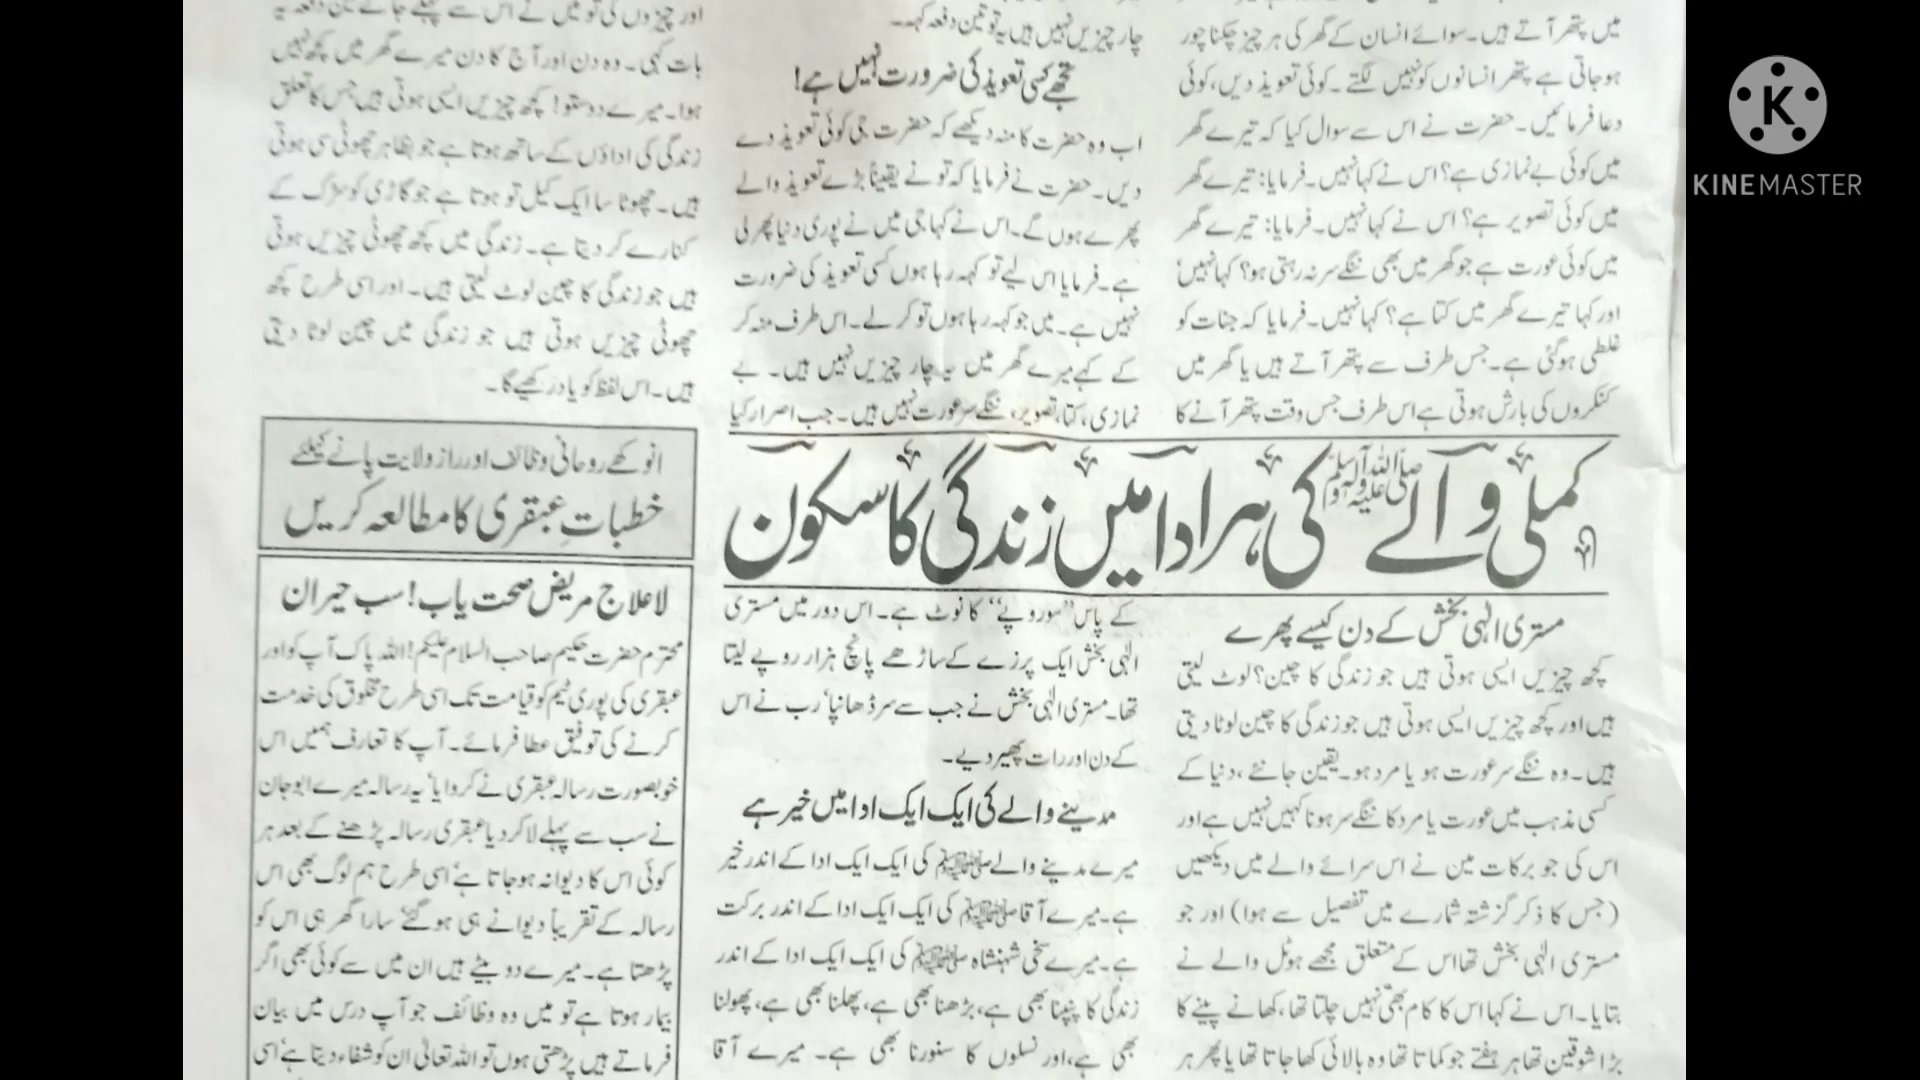 میں پتھر آتے ہیں۔ سوائے انسان کے گھر کی ہر چیز چکنا چور
ہو جاتی ہے پتھر انسانوں کو نہیں لگتے۔ کوئی تعویذ دیں، کوئی
دعا فرمائیں۔ حضرت نے اس سے سوال کیا کہ تیرے گھر
میں کوئی بے نمازی ہے؟ اس نے کہا نہیں۔ فرمایا: تیرے گھر
میں کوئی تصویر ہے؟ اس نے کہا نہیں۔ فرمایا: تیرے گھر
میں کوئی عورت ہے جو گھر میں بھی ننگے سر نہ رہتی ہو؟ کہا نہیں'
اور کہا تیرے گھر میں کتا ہے؟ کہا نہیں۔ فرمایا کہ جنات کو
غلطی ہو گئی ہے۔ جس طرف سے پتھر آتے ہیں یا گھر میں
کنکروں کی بارش ہوتی ہے اس طرف جس وقت پتھر آنے کا
چار چیزیں نہیں ہیں یہ تو تین دفعہ کہہ۔
تجھے کسی تعویذ کی ضرورت نہیں ہے!
اب وہ حضرت کا منہ دیکھے کہ حضرت جی کوئی تعویذ دے
دیں۔ حضرت نے فرمایا کہ تو نے یقیناً بڑے تعویذ والے
پھرے ہوں گے۔ اس نے کہا جی میں نے پوری دنیا پھر لی
ہے۔ فرمایا اس لیے تو کہہ رہا ہوں کسی تعویذ کی ضرورت
نہیں ہے۔ میں جو کہہ رہا ہوں تو کر لے۔ اس طرف منہ کر
کے کہے میرے گھر میں یہ چار چیزیں نہیں ہیں۔ بے
نمازی، کتا، تصویر، ننگے سر عورت نہیں ہیں۔ جب اصرار کیا
اور چیزوں کی تو میں نے اس سے پہلے جانے تین دفعہ یہ
بات کہی۔ وہ دن اور آج کا دن میرے گھر میں کچھ نہیں
ہوا۔ میرے دوستو! کچھ چیزیں ایسی ہوتی ہیں جس کا تعلق
زندگی کی اداؤں کے ساتھ ہوتا ہے جو بظاہر چھوٹی سی ہوتی
ہیں۔ چھوٹا سا ایک کیل تو ہوتا ہے جو گاڑی کو سڑک کے
کنارے کر دیتا ہے۔ زندگی میں کچھ چھوٹی چیزیں ہوتی
ہیں جو زندگی کا چین لوٹ لیتی ہیں۔ اور اسی طرح کچھ
چھوٹی چیزیں ہوتی ہیں جو زندگی میں چین لوٹا دیتی
ہیں۔ اس لفظ کو یاد رکھیے گا۔
کملی والے ﷺ کی ہر ادا میں زندگی کا سکون
مستری الٰہی بخش کے دن کیسے پھرے
کچھ چیزیں ایسی ہوتی ہیں جو زندگی کا چین؟ لوٹ لیتی
ہیں اور کچھ چیزیں ایسی ہوتی ہیں جو زندگی کا چین لوٹا دیتی
ہیں۔ وہ ننگے سر عورت ہو یا مرد ہو۔ یقین جانئے، دنیا کے
کسی مذہب میں عورت یا مرد کا ننگے سر ہونا کہیں نہیں ہے اور
اس کی جو برکات مین نے اس سرائے والے میں دیکھیں
(جس کا ذکر گزشتہ شمارے میں تفصیل سے ہوا) اور جو
مستری الٰہی بخش تھا اس کے متعلق مجھے ہوٹل والے نے
بتایا۔ اس نے کہا اس کا کام بھی نہیں چلتا تھا، کھانے پینے کا
بڑا شوقین تھا ہر ہفتے جو کماتا تھا وہ بالائی کھا جاتا تھا یا پھر ہر
کے پاس "سو روپے" کا نوٹ ہے۔ اس دور میں مستری
الٰہی بخش ایک پرزے کے ساڑھے پانچ ہزار روپے لیتا
تھا۔ مستری الٰہی بخش نے جب سے سر ڈھانپا' رب نے اس
کے دن اور رات پھیر دیے۔
مدینے والے کی ایک ایک ادا میں خیر ہے
میرے مدینے والے ﷺ کی ایک ایک ادا کے اندر خیر
ہے۔ میرے آقا ﷺ کی ایک ایک ادا کے اندر برکت
ہے۔ میرے سخی شہنشاہ ﷺ کی ایک ایک ادا کے اندر
زندگی کا پنپنا بھی ہے، بڑھنا بھی ہے، پھلنا بھی ہے، پھولنا
بھی ہے، اور نسلوں کا سنورنا بھی ہے۔ میرے آقا
انوکھے روحانی وظائف اور راز ولایت پانے کیلئے
خطباتِ عبقری کا مطالعہ کریں
لاعلاج مریض صحت یاب! سب حیران
محترم حضرت حکیم صاحب السلام علیکم! اللہ پاک آپ کو اور
عبقری کی پوری ٹیم کو قیامت تک اسی طرح مخلوق کی خدمت
کرنے کی توفیق عطا فرمائے۔ آپ کا تعارف ہمیں اس
خوبصورت رسالہ عبقری نے کروایا' یہ رسالہ میرے ابو جان
نے سب سے پہلے لا کر دیا عبقری رسالہ پڑھنے کے بعد ہر
کوئی اس کا دیوانہ ہو جاتا ہے' اسی طرح ہم لوگ بھی اس
رسالہ کے تقریباً دیوانے ہی ہو گئے' سارا گھر ہی اس کو
پڑھتا ہے۔ میرے دو بیٹے ہیں ان میں سے کوئی بھی اگر
بیمار ہوتا ہے تو میں وہ وظائف جو آپ درس میں بیان
فرماتے ہیں پڑھتی ہوں تو اللہ تعالیٰ ان کو شفاء دیتا ہے' اسی
K
KINEMASTER